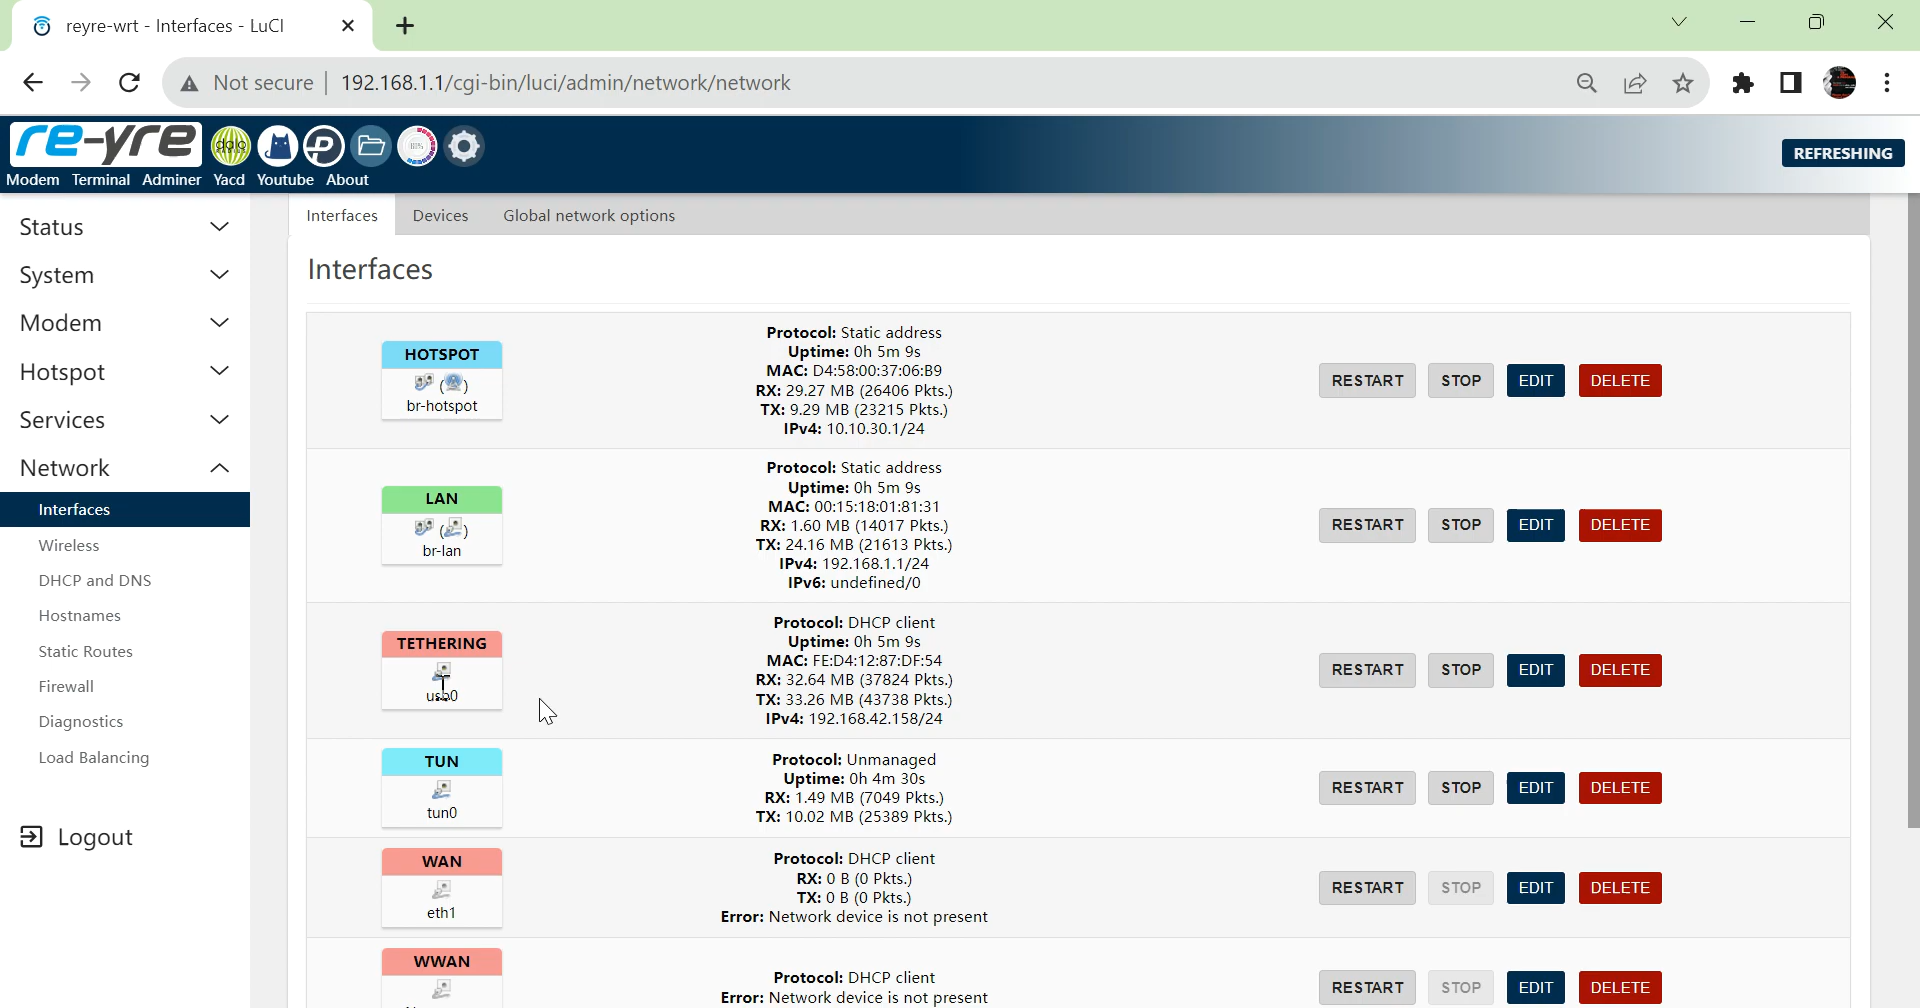 reyre-wrt - Interfaces - LuCI
Not secure
192.168.1.1/cgi-bin/luci/admin/network/network
re-yre
REFRESHING
Modem Terminal Adminer Yacd Youtube About
Status
System
Modem
Hotspot
Services
Network
Interfaces
Wireless
DHCP and DNS
Hostnames
Static Routes
Firewall
Diagnostics
Load Balancing
Logout
Interfaces Devices Global network options
Interfaces
HOTSPOT
br-hotspot
Protocol: Static address
Uptime: 0h 5m 9s
MAC: D4:58:00:37:06:B9
RX: 29.27 MB (26406 Pkts.)
TX: 9.29 MB (23215 Pkts.)
IPv4: 10.10.30.1/24
RESTART STOP EDIT DELETE
LAN
br-lan
Protocol: Static address
Uptime: 0h 5m 9s
MAC: 00:15:18:01:81:31
RX: 1.60 MB (14017 Pkts.)
TX: 24.16 MB (21613 Pkts.)
IPv4: 192.168.1.1/24
IPv6: undefined/0
RESTART STOP EDIT DELETE
TETHERING
usb0
Protocol: DHCP client
Uptime: 0h 5m 9s
MAC: FE:D4:12:87:DF:54
RX: 32.64 MB (37824 Pkts.)
TX: 33.26 MB (43738 Pkts.)
IPv4: 192.168.42.158/24
RESTART STOP EDIT DELETE
TUN
tun0
Protocol: Unmanaged
Uptime: 0h 4m 30s
RX: 1.49 MB (7049 Pkts.)
TX: 10.02 MB (25389 Pkts.)
RESTART STOP EDIT DELETE
WAN
eth1
Protocol: DHCP client
RX: 0 B (0 Pkts.)
TX: 0 B (0 Pkts.)
Error: Network device is not present
RESTART STOP EDIT DELETE
WWAN
Protocol: DHCP client
Error: Network device is not present
RESTART STOP EDIT DELETE